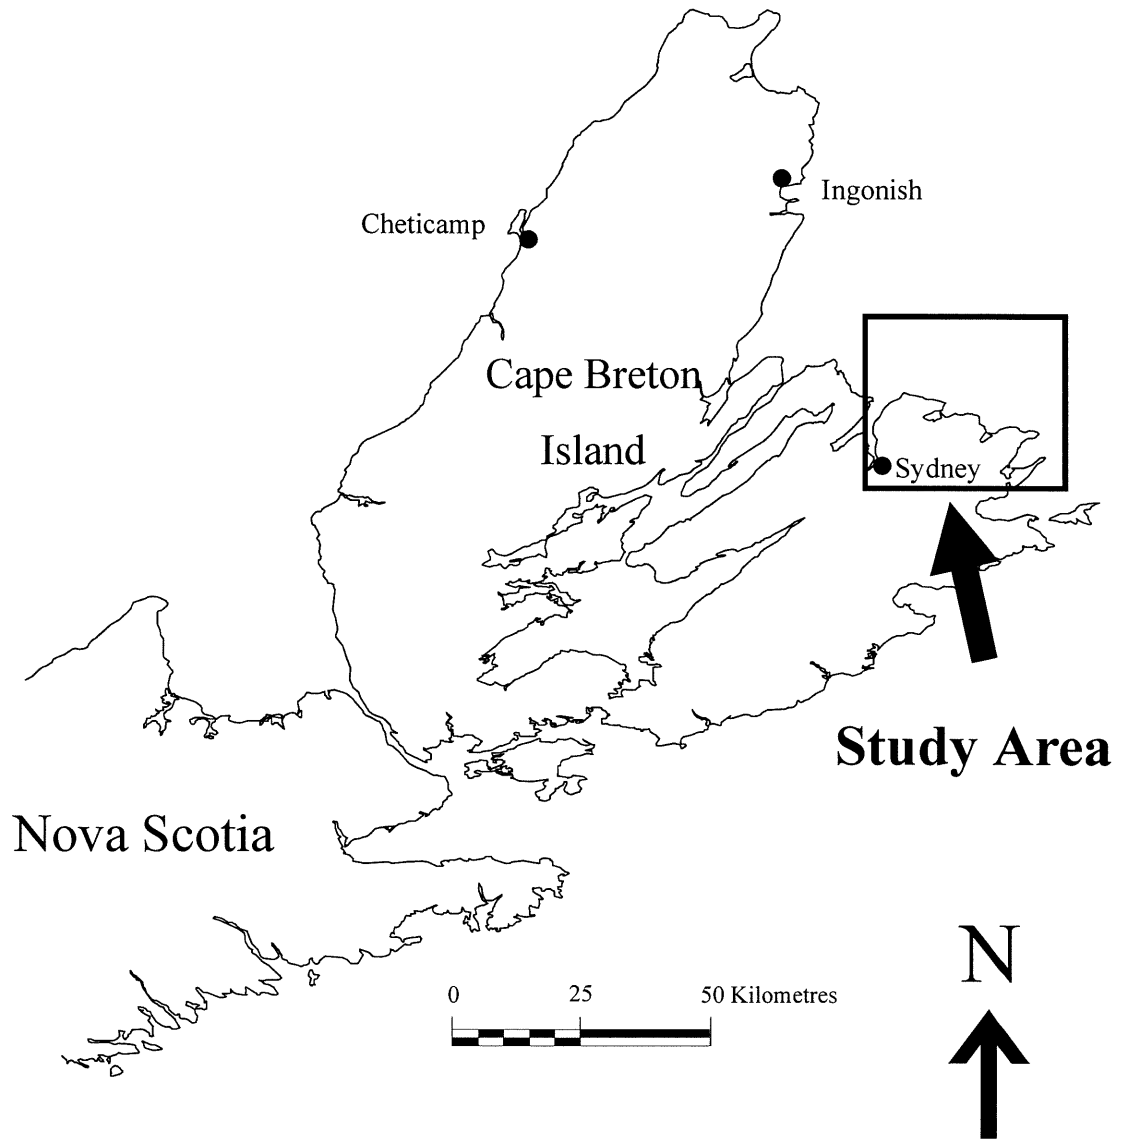 Ingonish
Cheticamp
Cape Breton
Island
Sydney
Study Area
Nova Scotia
N
0 25 50 Kilometres